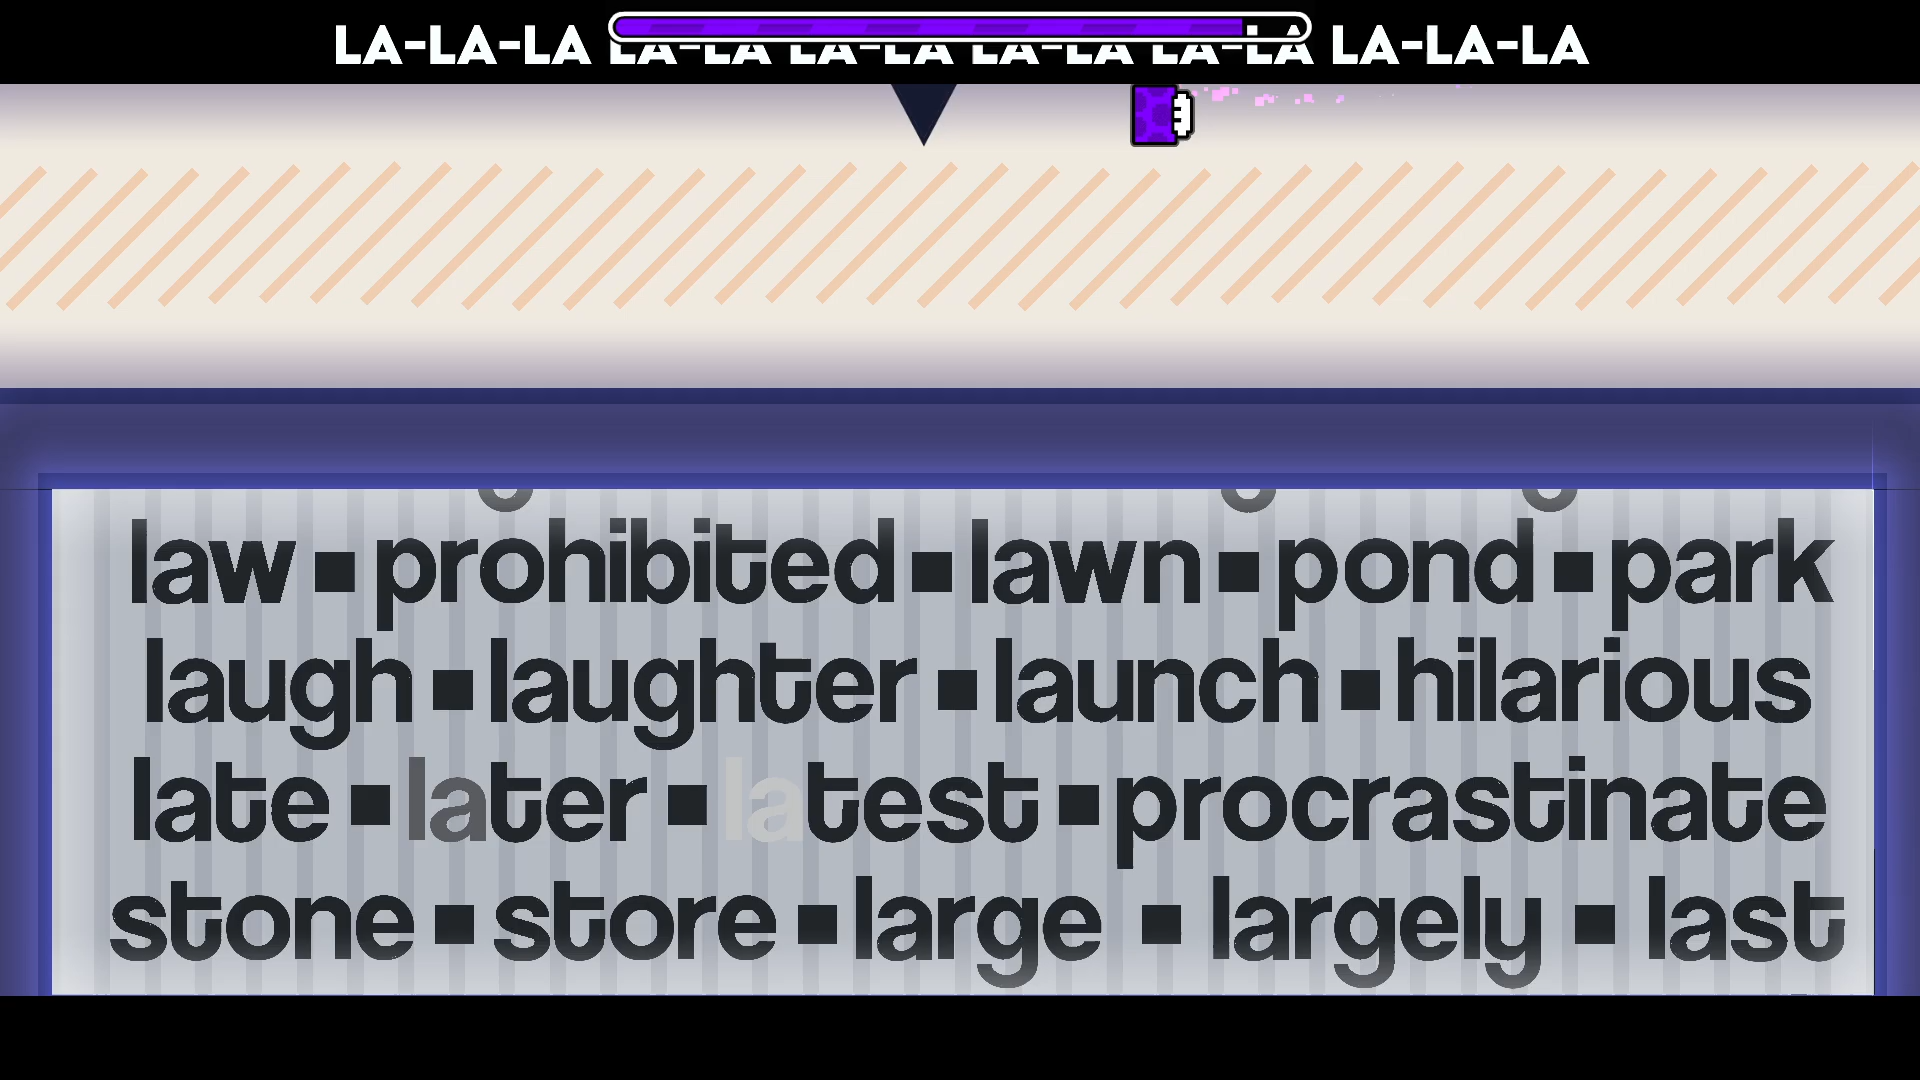 LA-LA-LA LA-LA LA-LA LA-LA LA-LA LA-LA-LA
law ■ prohibited ■ lawn ■ pond ■ park
laugh ■ laughter ■ launch ■ hilarious
late ■ later ■ latest ■ procrastinate
stone ■ store ■ large ■ largely ■ last